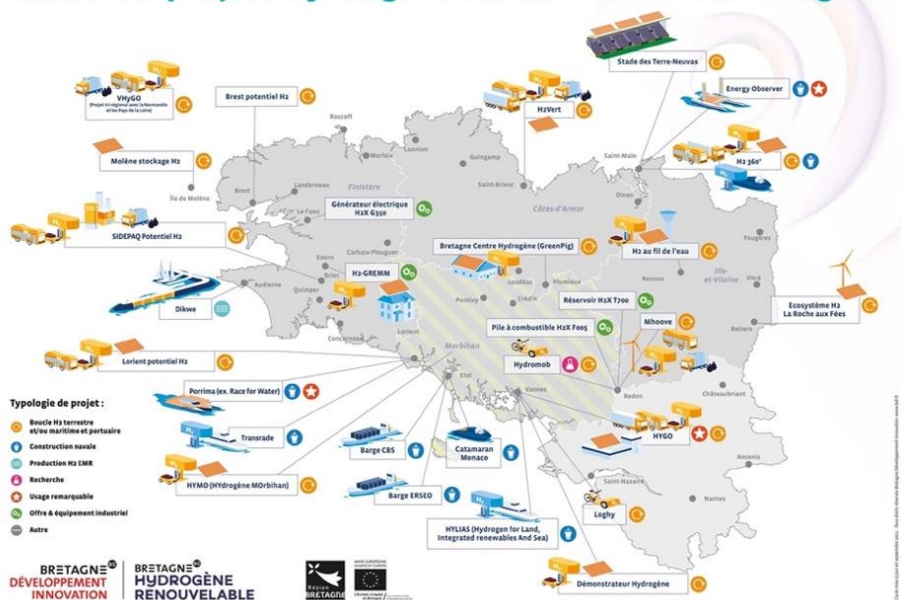 Stade des Terre-Neuvas
Energy Observer
VHyGO
(Projet tri-régional avec la Normandie
et les Pays de la Loire)
Brest potentiel H2
H2Vert
Roscoff
Lannion
Morlaix
Guingamp
Saint-Malo
H2 360°
Molène stockage H2
Île de Molène
Saint-Brieuc
Dinan
Brest
Landerneau
Finistère
Le Faou
Générateur électrique
H2X G350
Côtes-d'Armor
SIDEPAQ Potentiel H2
Fougères
Carhaix-Plouguer
Bretagne Centre Hydrogène (GreenPig)
H2 au fil de l'eau
Edern
Briec
H2-GREMM
Loudéac
Plumieux
Rennes
Ille-
et-Vilaine
Vitré
Audierne
Quimper
Pontivy
Crédin
Réservoir H2X T700
Dikwe
Ecosystème H2
La Roche aux Fées
Pile à combustible H2X F005
Mhoove
Retiers
Concarneau
Lorient
Morbihan
Lorient potentiel H2
Hydromob
Etel
Vannes
Redon
Châteaubriant
Porrima (ex. Race for Water)
Typologie de projet :
Boucle H2 terrestre
et/ou maritime et portuaire
Construction navale
Production H2 EMR
Recherche
Usage remarquable
Offre & équipement industriel
Autre
Transrade
Barge CBS
Catamaran
Monaco
HYGO
Ancenis
HYMO (HYdrogène MOrbihan)
Barge ERSEO
Saint-Nazaire
Nantes
Loghy
HYLIAS (Hydrogen for Land,
Integrated renewables And Sea)
Démonstrateur Hydrogène
BRETAGNE
DÉVELOPPEMENT
INNOVATION
BRETAGNE
HYDROGÈNE
RENOUVELABLE
Région
BRETAGNE